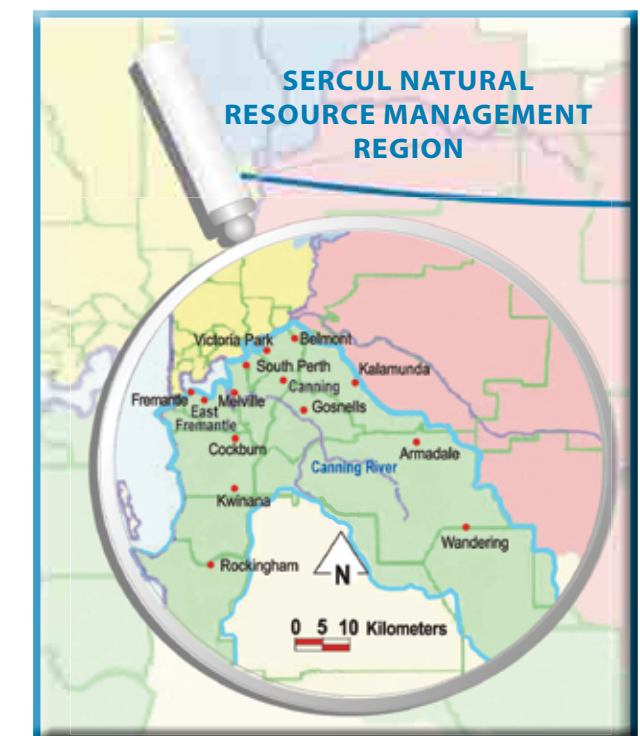 SERCUL NATURAL
RESOURCE MANAGEMENT
REGION
Victoria Park
Belmont
South Perth
Kalamunda
Canning
Fremantle
Melville
East
Fremantle
Gosnells
Cockburn
Armadale
Canning River
Kwinana
Wandering
Rockingham
N
0 5 10 Kilometers